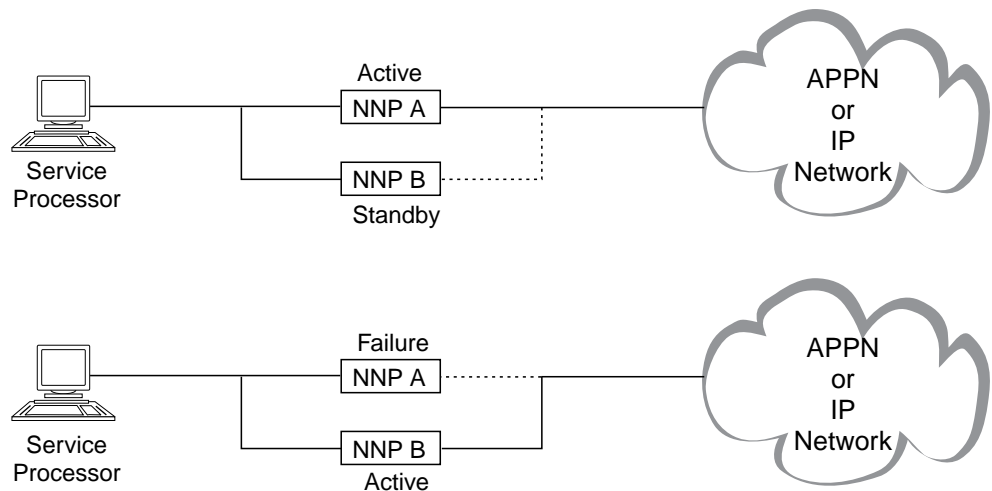 Active
NNP A
NNP B
Standby
Service
Processor
APPN
or
IP
Network
Failure
NNP A
NNP B
Active
Service
Processor
APPN
or
IP
Network